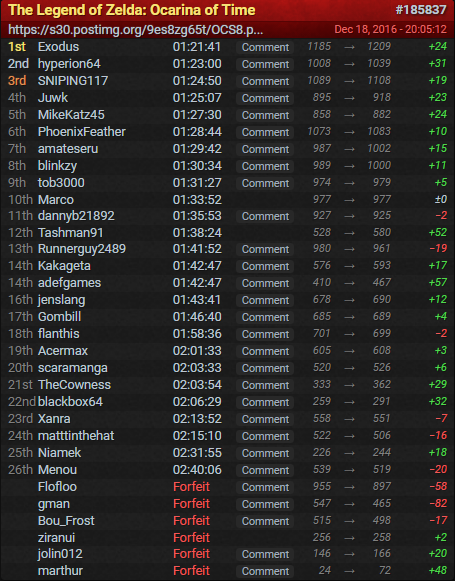 The Legend of Zelda: Ocarina of Time #185837
https://s30.postimg.org/9es8zg65t/OCS8.p... Dec 18, 2016 - 20:05:12
1st Exodus 01:21:41 Comment 1185 → 1209 +24
2nd hyperion64 01:23:00 Comment 1008 → 1039 +31
3rd SNIPING117 01:24:50 Comment 1089 → 1108 +19
4th Juwk 01:25:07 Comment 895 → 918 +23
5th MikeKatz45 01:27:30 Comment 858 → 882 +24
6th PhoenixFeather 01:28:44 Comment 1073 → 1083 +10
7th amateseru 01:29:42 Comment 987 → 1002 +15
8th blinkzy 01:30:34 Comment 989 → 1000 +11
9th tob3000 01:31:27 Comment 974 → 979 +5
10th Marco 01:33:52 977 → 977 ±0
11th dannyb21892 01:35:53 Comment 927 → 925 −2
12th Tashman91 01:38:24 528 → 580 +52
13th Runnerguy2489 01:41:52 Comment 980 → 961 −19
14th Kakageta 01:42:47 Comment 576 → 593 +17
14th adefgames 01:42:47 Comment 410 → 467 +57
16th jenslang 01:43:41 Comment 678 → 690 +12
17th Gombill 01:46:40 Comment 685 → 689 +4
18th flanthis 01:58:36 Comment 701 → 699 −2
19th Acermax 02:01:33 Comment 605 → 608 +3
20th scaramanga 02:03:33 Comment 520 → 526 +6
21st TheCowness 02:03:54 Comment 333 → 362 +29
22nd blackbox64 02:06:29 Comment 259 → 291 +32
23rd Xanra 02:13:52 Comment 558 → 551 −7
24th matttinthehat 02:15:10 Comment 522 → 506 −16
25th Niamek 02:31:55 Comment 226 → 244 +18
26th Menou 02:40:06 Comment 539 → 519 −20
Flofloo Forfeit Comment 955 → 897 −58
gman Forfeit Comment 547 → 465 −82
Bou_Frost Forfeit Comment 515 → 498 −17
ziranui Forfeit 256 → 258 +2
jolin012 Forfeit Comment 146 → 166 +20
marthur Forfeit Comment 24 → 72 +48